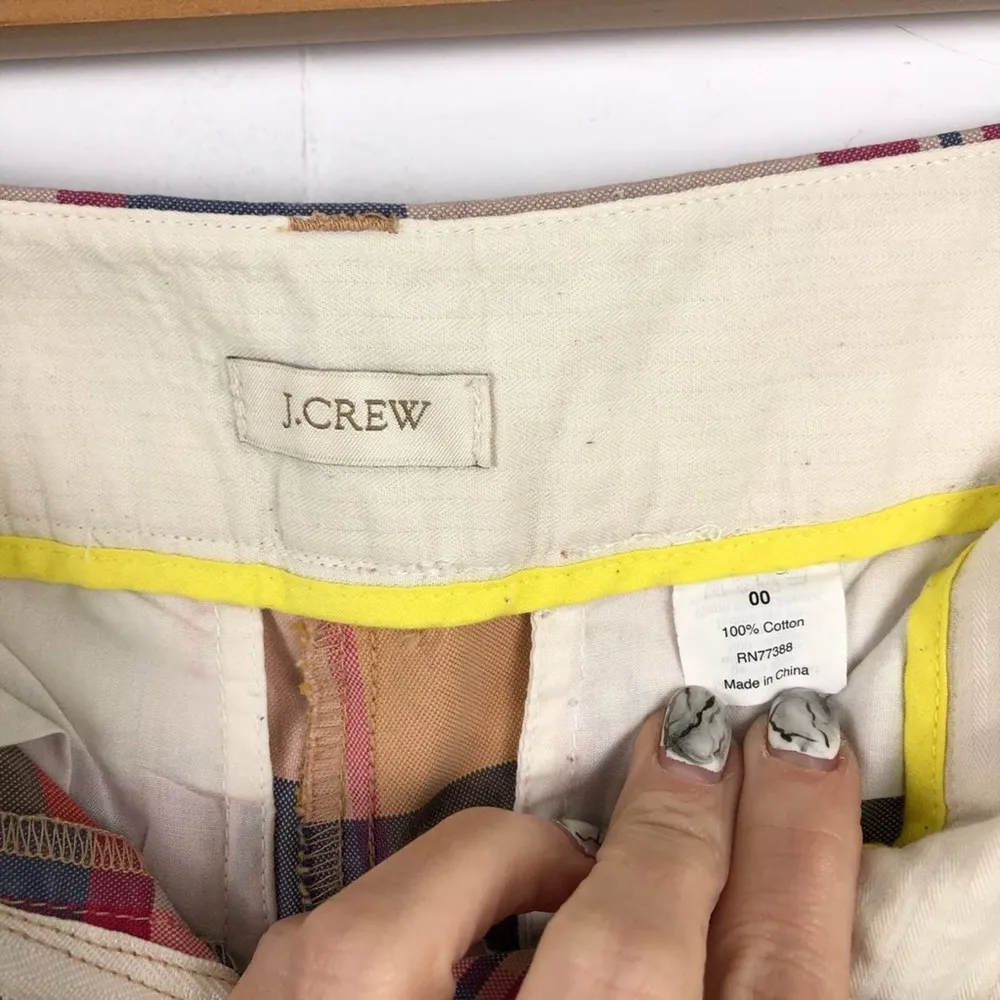 J.CREW
00
100% Cotton
RN77388
Made in China